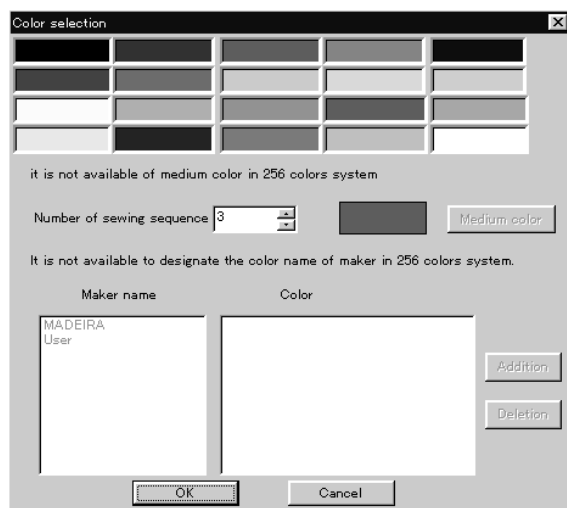 Color selection
it is not available of medium color in 256 colors system
Number of sewing sequence 3 Medium color
It is not available to designate the color name of maker in 256 colors system.
Maker name Color
MADEIRA
User
Addition
Deletion
OK Cancel